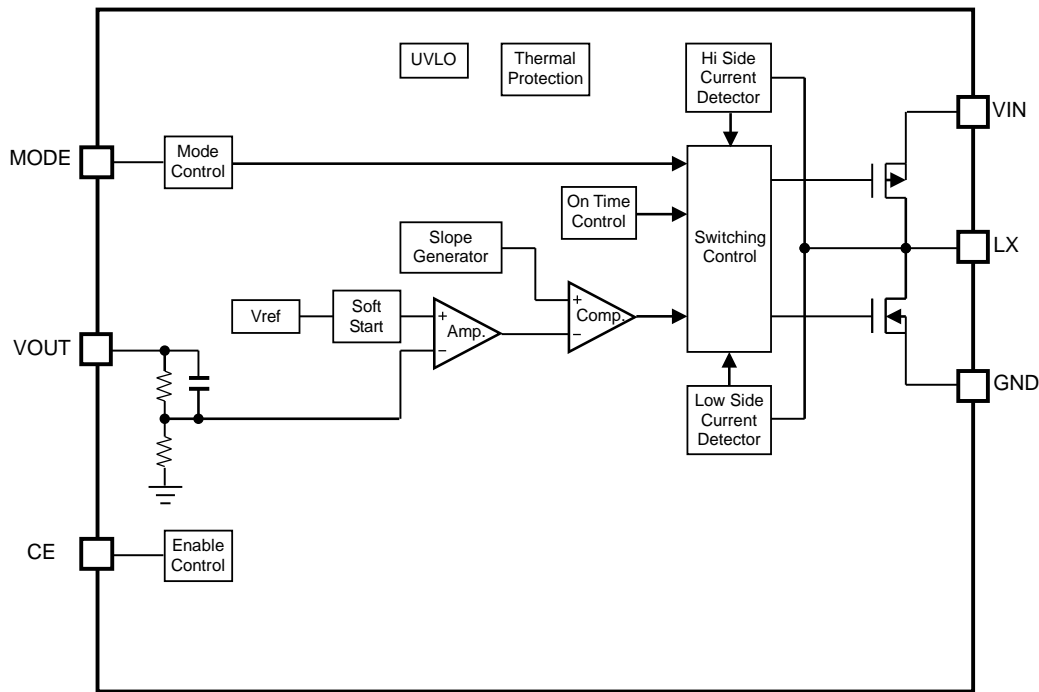 UVLO
Thermal
Protection
Hi Side
Current
Detector
VIN
MODE
Mode
Control
On Time
Control
Slope
Generator
Switching
Control
LX
Vref
Soft
Start
+
Amp.
−
+
Comp.
−
VOUT
GND
Low Side
Current
Detector
CE
Enable
Control